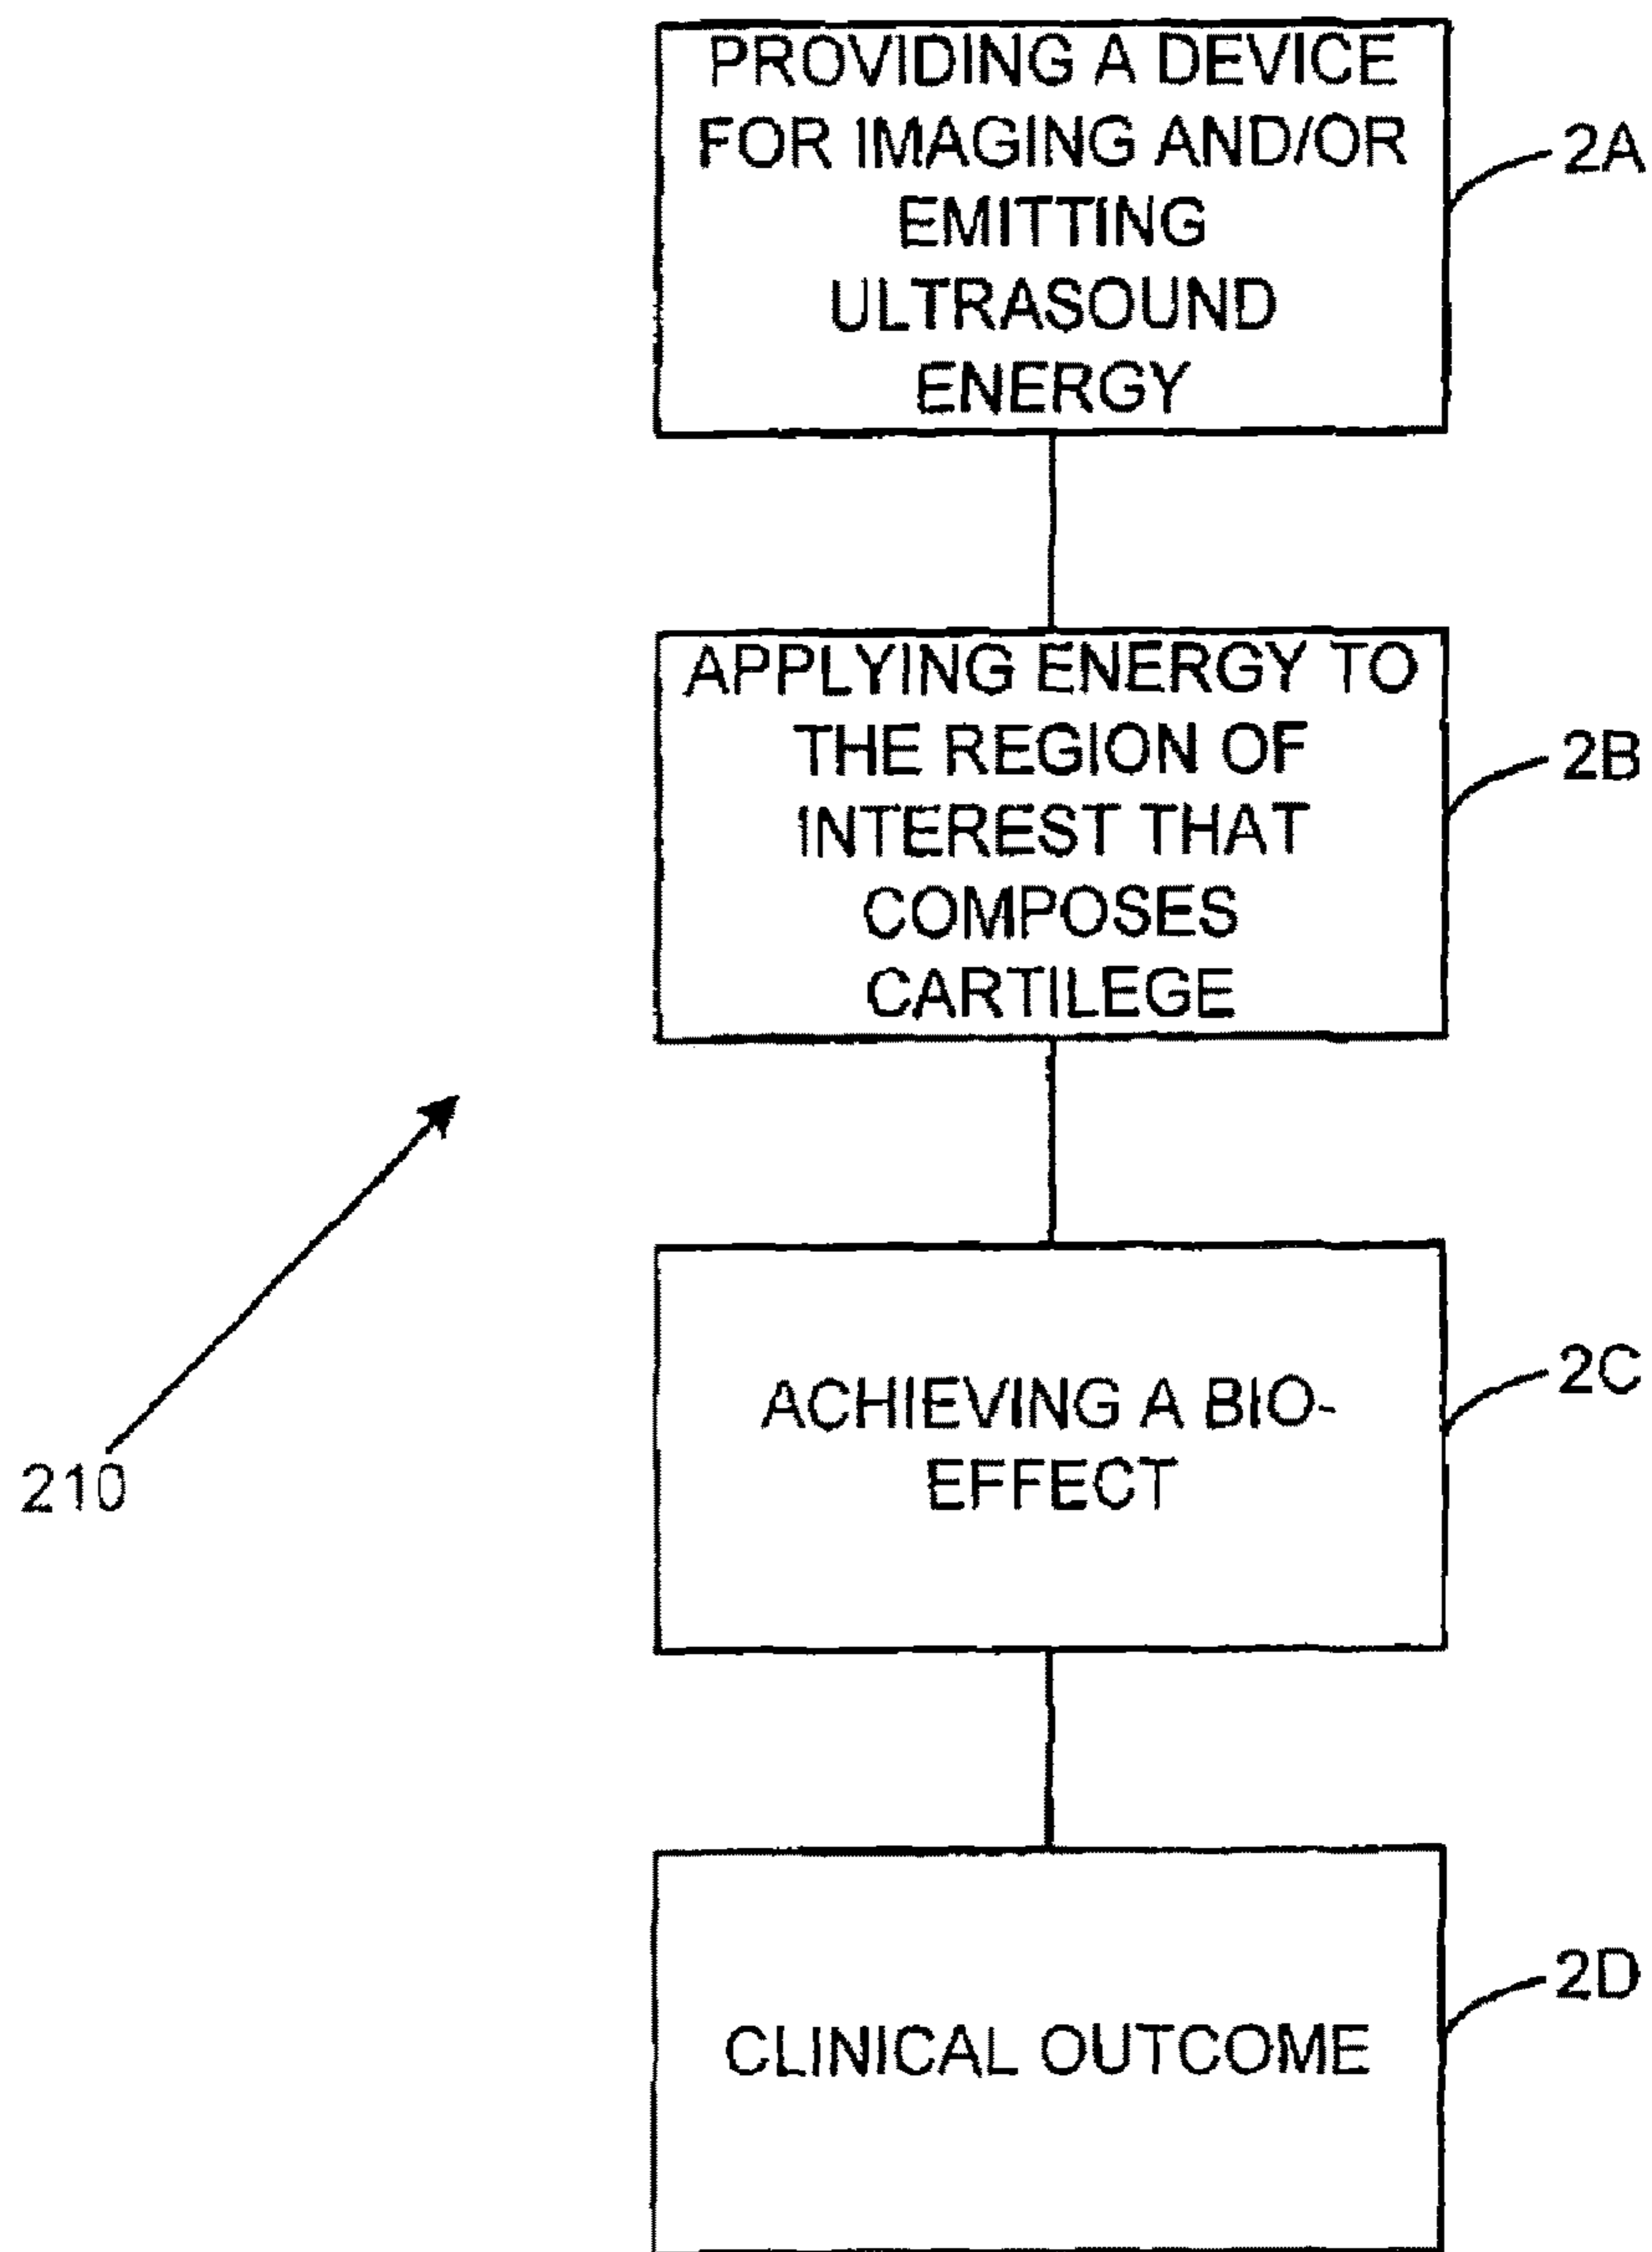 PROVIDING A DEVICE
FOR IMAGING AND/OR
EMITTING
ULTRASOUND
ENERGY
2A
APPLYING ENERGY TO
THE REGION OF
INTEREST THAT
COMPOSES
CARTILEGE
2B
ACHIEVING A BIO-
EFFECT
2C
210
CLINICAL OUTCOME
2D